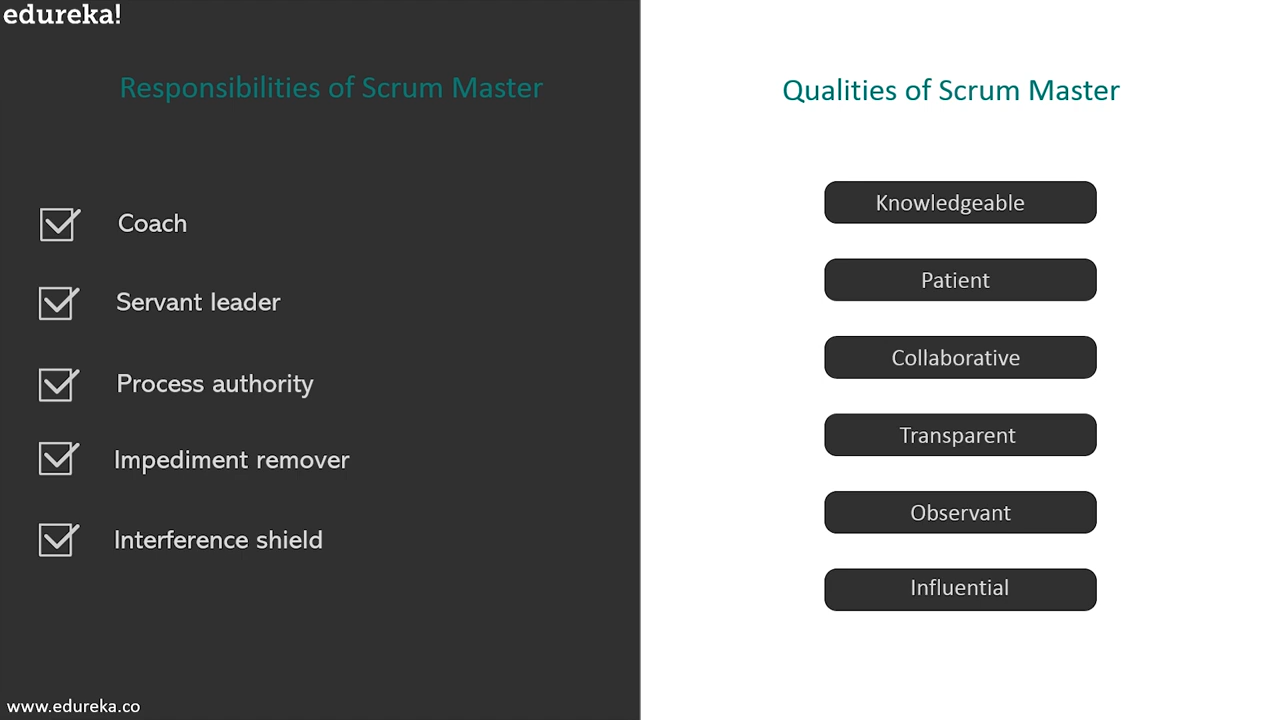 edureka!
Responsibilities of Scrum Master
Coach
Servant leader
Process authority
Impediment remover
Interference shield
www.edureka.co
Qualities of Scrum Master
Knowledgeable
Patient
Collaborative
Transparent
Observant
Influential